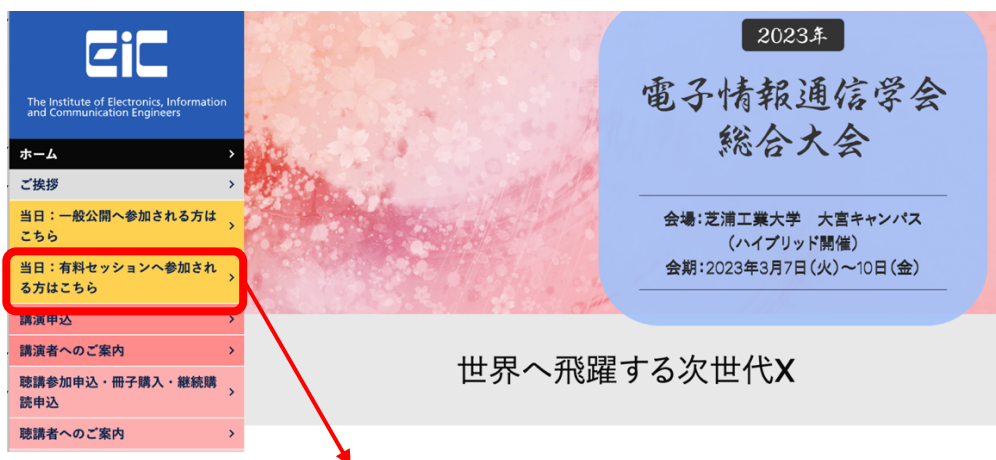 EiC
The Institute of Electronics, Information
and Communication Engineers
ホーム
ご挨拶
当日：一般公開へ参加される方は
こちら
当日：有料セッションへ参加され
る方はこちら
講演申込
講演者へのご案内
聴講参加申込・冊子購入・継続購
読申込
聴講者へのご案内
2023年
電子情報通信学会
総合大会
会場：芝浦工業大学 大宮キャンパス
（ハイブリッド開催）
会期：2023年3月7日（火）～10日（金）
世界へ飛躍する次世代X